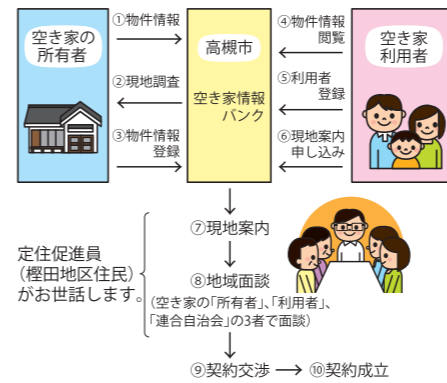 空き家の
所有者
①物件情報
②現地調査
③物件情報
登録
高槻市
空き家情報
バンク
④物件情報
閲覧
⑤利用者
登録
⑥現地案内
申し込み
空き家
利用者
⑦現地案内
定住促進員
(樫田地区住民)
がお世話します。
⑧地域面談
(空き家の「所有者」、「利用者」、
「連合自治会」の3者で面談)
⑨契約交渉
⑩契約成立